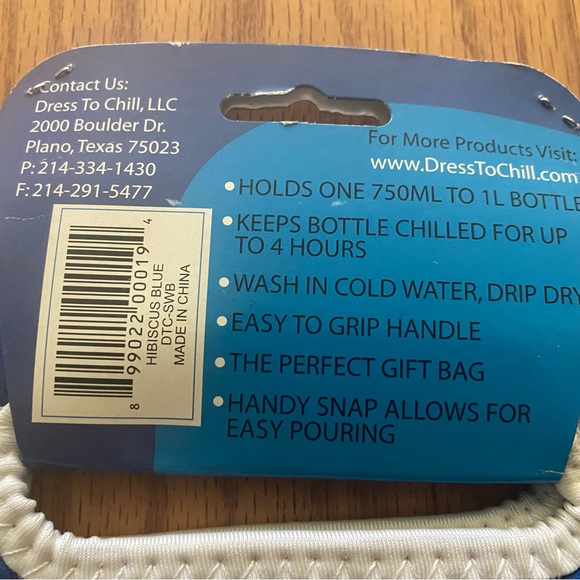 Contact Us:
Dress To Chill, LLC
2000 Boulder Dr.
Plano, Texas 75023
P: 214-334-1430
F: 214-291-5477
For More Products Visit:
www.DressToChill.com
•HOLDS ONE 750ML TO 1L BOTTLE
•KEEPS BOTTLE CHILLED FOR UP
TO 4 HOURS
•WASH IN COLD WATER, DRIP DRY
•EASY TO GRIP HANDLE
•THE PERFECT GIFT BAG
•HANDY SNAP ALLOWS FOR
EASY POURING
8 99022 00019 4
HIBISCUS BLUE
DTC-SWB
MADE IN CHINA